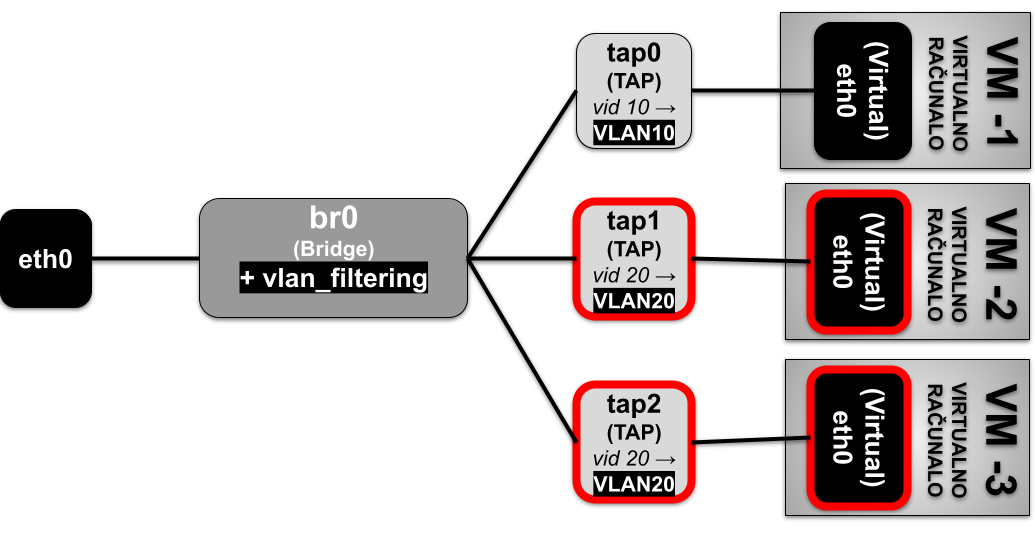 eth0
br0
(Bridge)
+ vlan_filtering
tap0
(TAP)
vid 10 →
VLAN10
(Virtual)
eth0
VIRTUALNO
RAČUNALO
VM -1
tap1
(TAP)
vid 20 →
VLAN20
(Virtual)
eth0
VIRTUALNO
RAČUNALO
VM -2
tap2
(TAP)
vid 20 →
VLAN20
(Virtual)
eth0
VIRTUALNO
RAČUNALO
VM -3